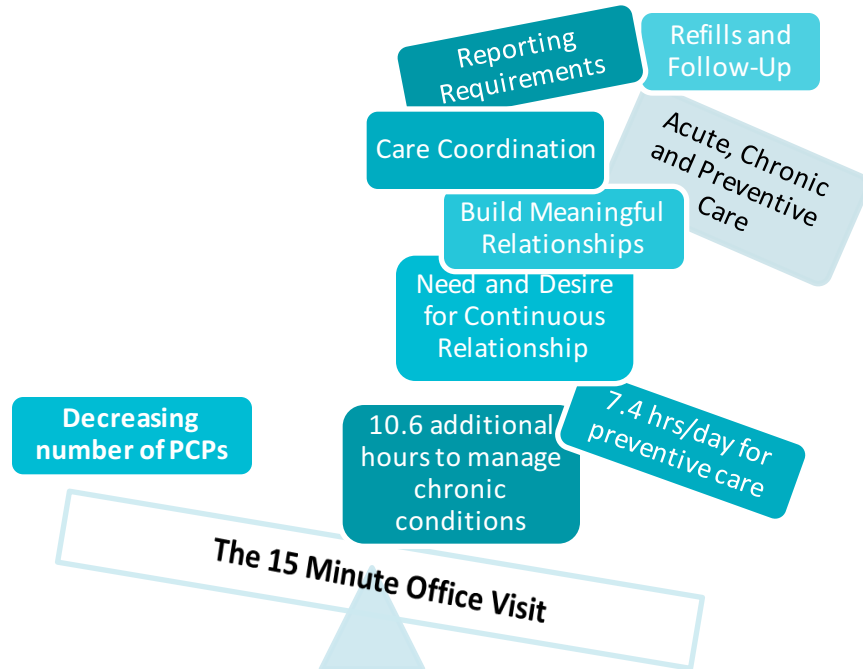 Reporting
Requirements
Refills and
Follow-Up
Care Coordination
Acute, Chronic
and Preventive
Care
Build Meaningful
Relationships
Need and Desire
for Continuous
Relationship
Decreasing
number of PCPs
10.6 additional
hours to manage
chronic
conditions
7.4 hrs/day for
preventive care
The 15 Minute Office Visit